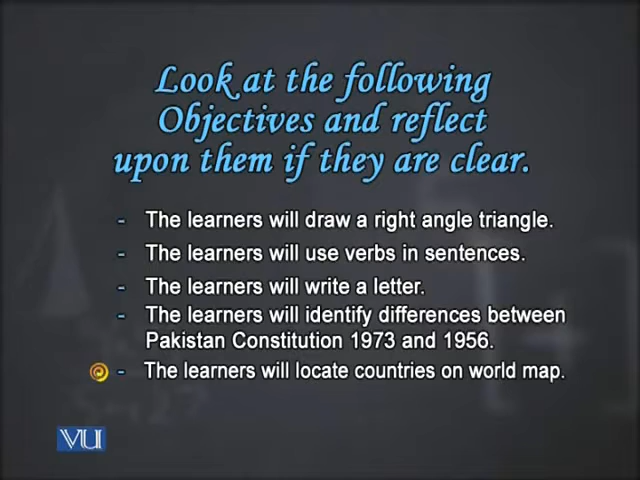 Look at the following
Objectives and reflect
upon them if they are clear.
- The learners will draw a right angle triangle.
- The learners will use verbs in sentences.
- The learners will write a letter.
- The learners will identify differences between
Pakistan Constitution 1973 and 1956.
- The learners will locate countries on world map.
VU